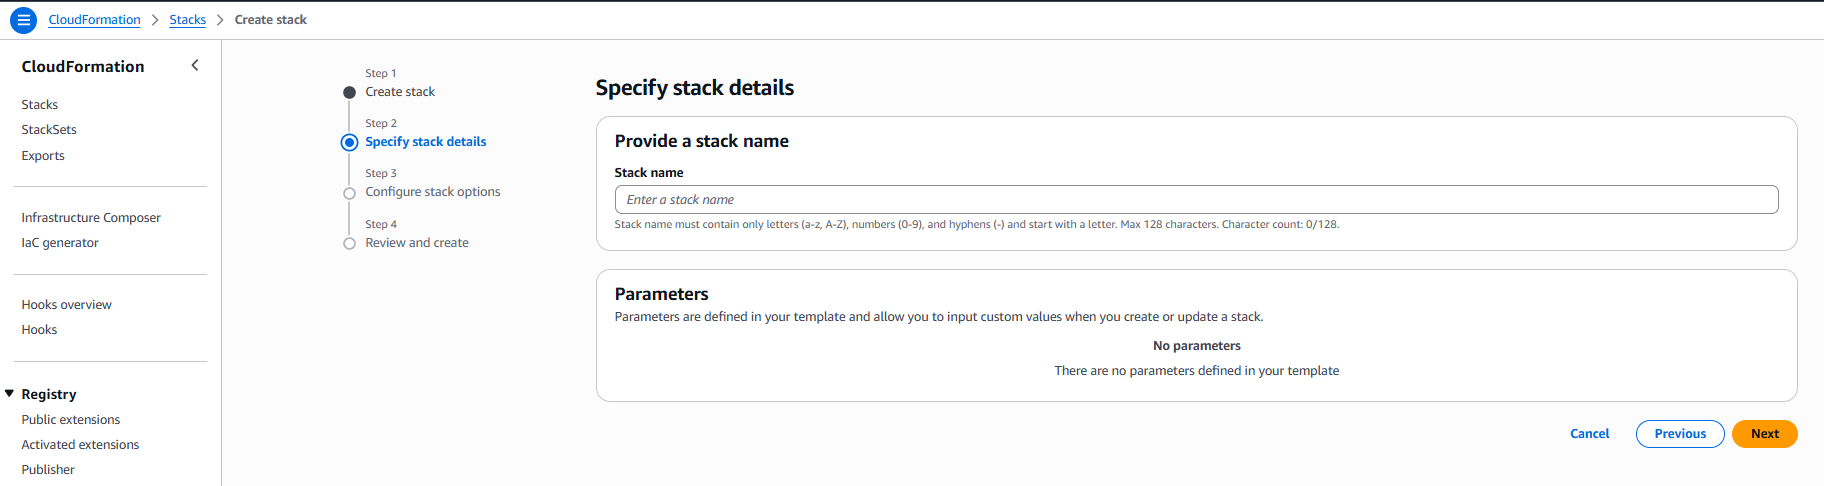 CloudFormation > Stacks > Create stack
CloudFormation
Stacks
StackSets
Exports
Infrastructure Composer
IaC generator
Hooks overview
Hooks
Registry
Public extensions
Activated extensions
Publisher
Step 1
Create stack
Step 2
Specify stack details
Step 3
Configure stack options
Step 4
Review and create
Specify stack details
Provide a stack name
Stack name
Enter a stack name
Stack name must contain only letters (a-z, A-Z), numbers (0-9), and hyphens (-) and start with a letter. Max 128 characters. Character count: 0/128.
Parameters
Parameters are defined in your template and allow you to input custom values when you create or update a stack.
No parameters
There are no parameters defined in your template
Cancel Previous Next